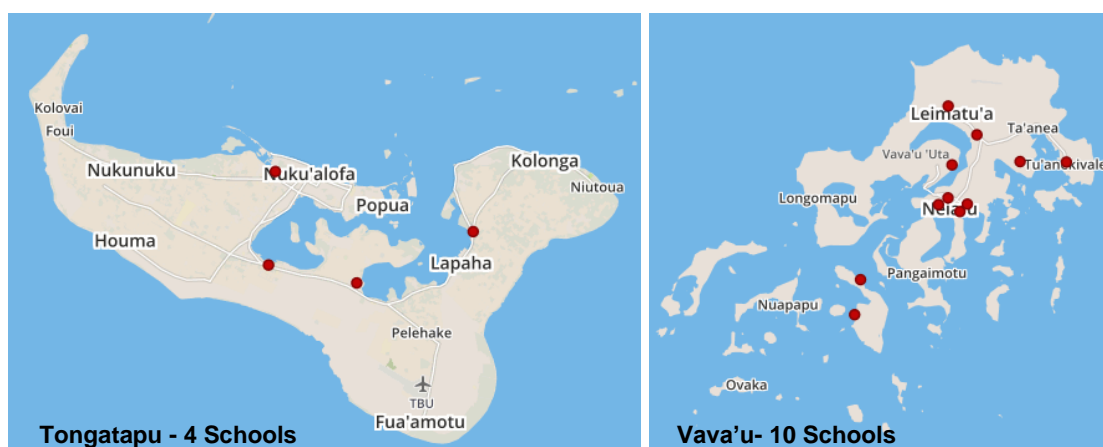 Kolovai
Foui
Nukunuku
Nuku'alofa
Kolonga
Niutoua
Popua
Houma
Lapaha
Pelehake
TBU
Fua'amotu
Tongatapu - 4 Schools
Leimatu'a
Ta'anea
Vava'u 'Uta
Tu'anekivale
Longomapu
Neiafu
Pangaimotu
Nuapapu
Ovaka
Vava’u- 10 Schools